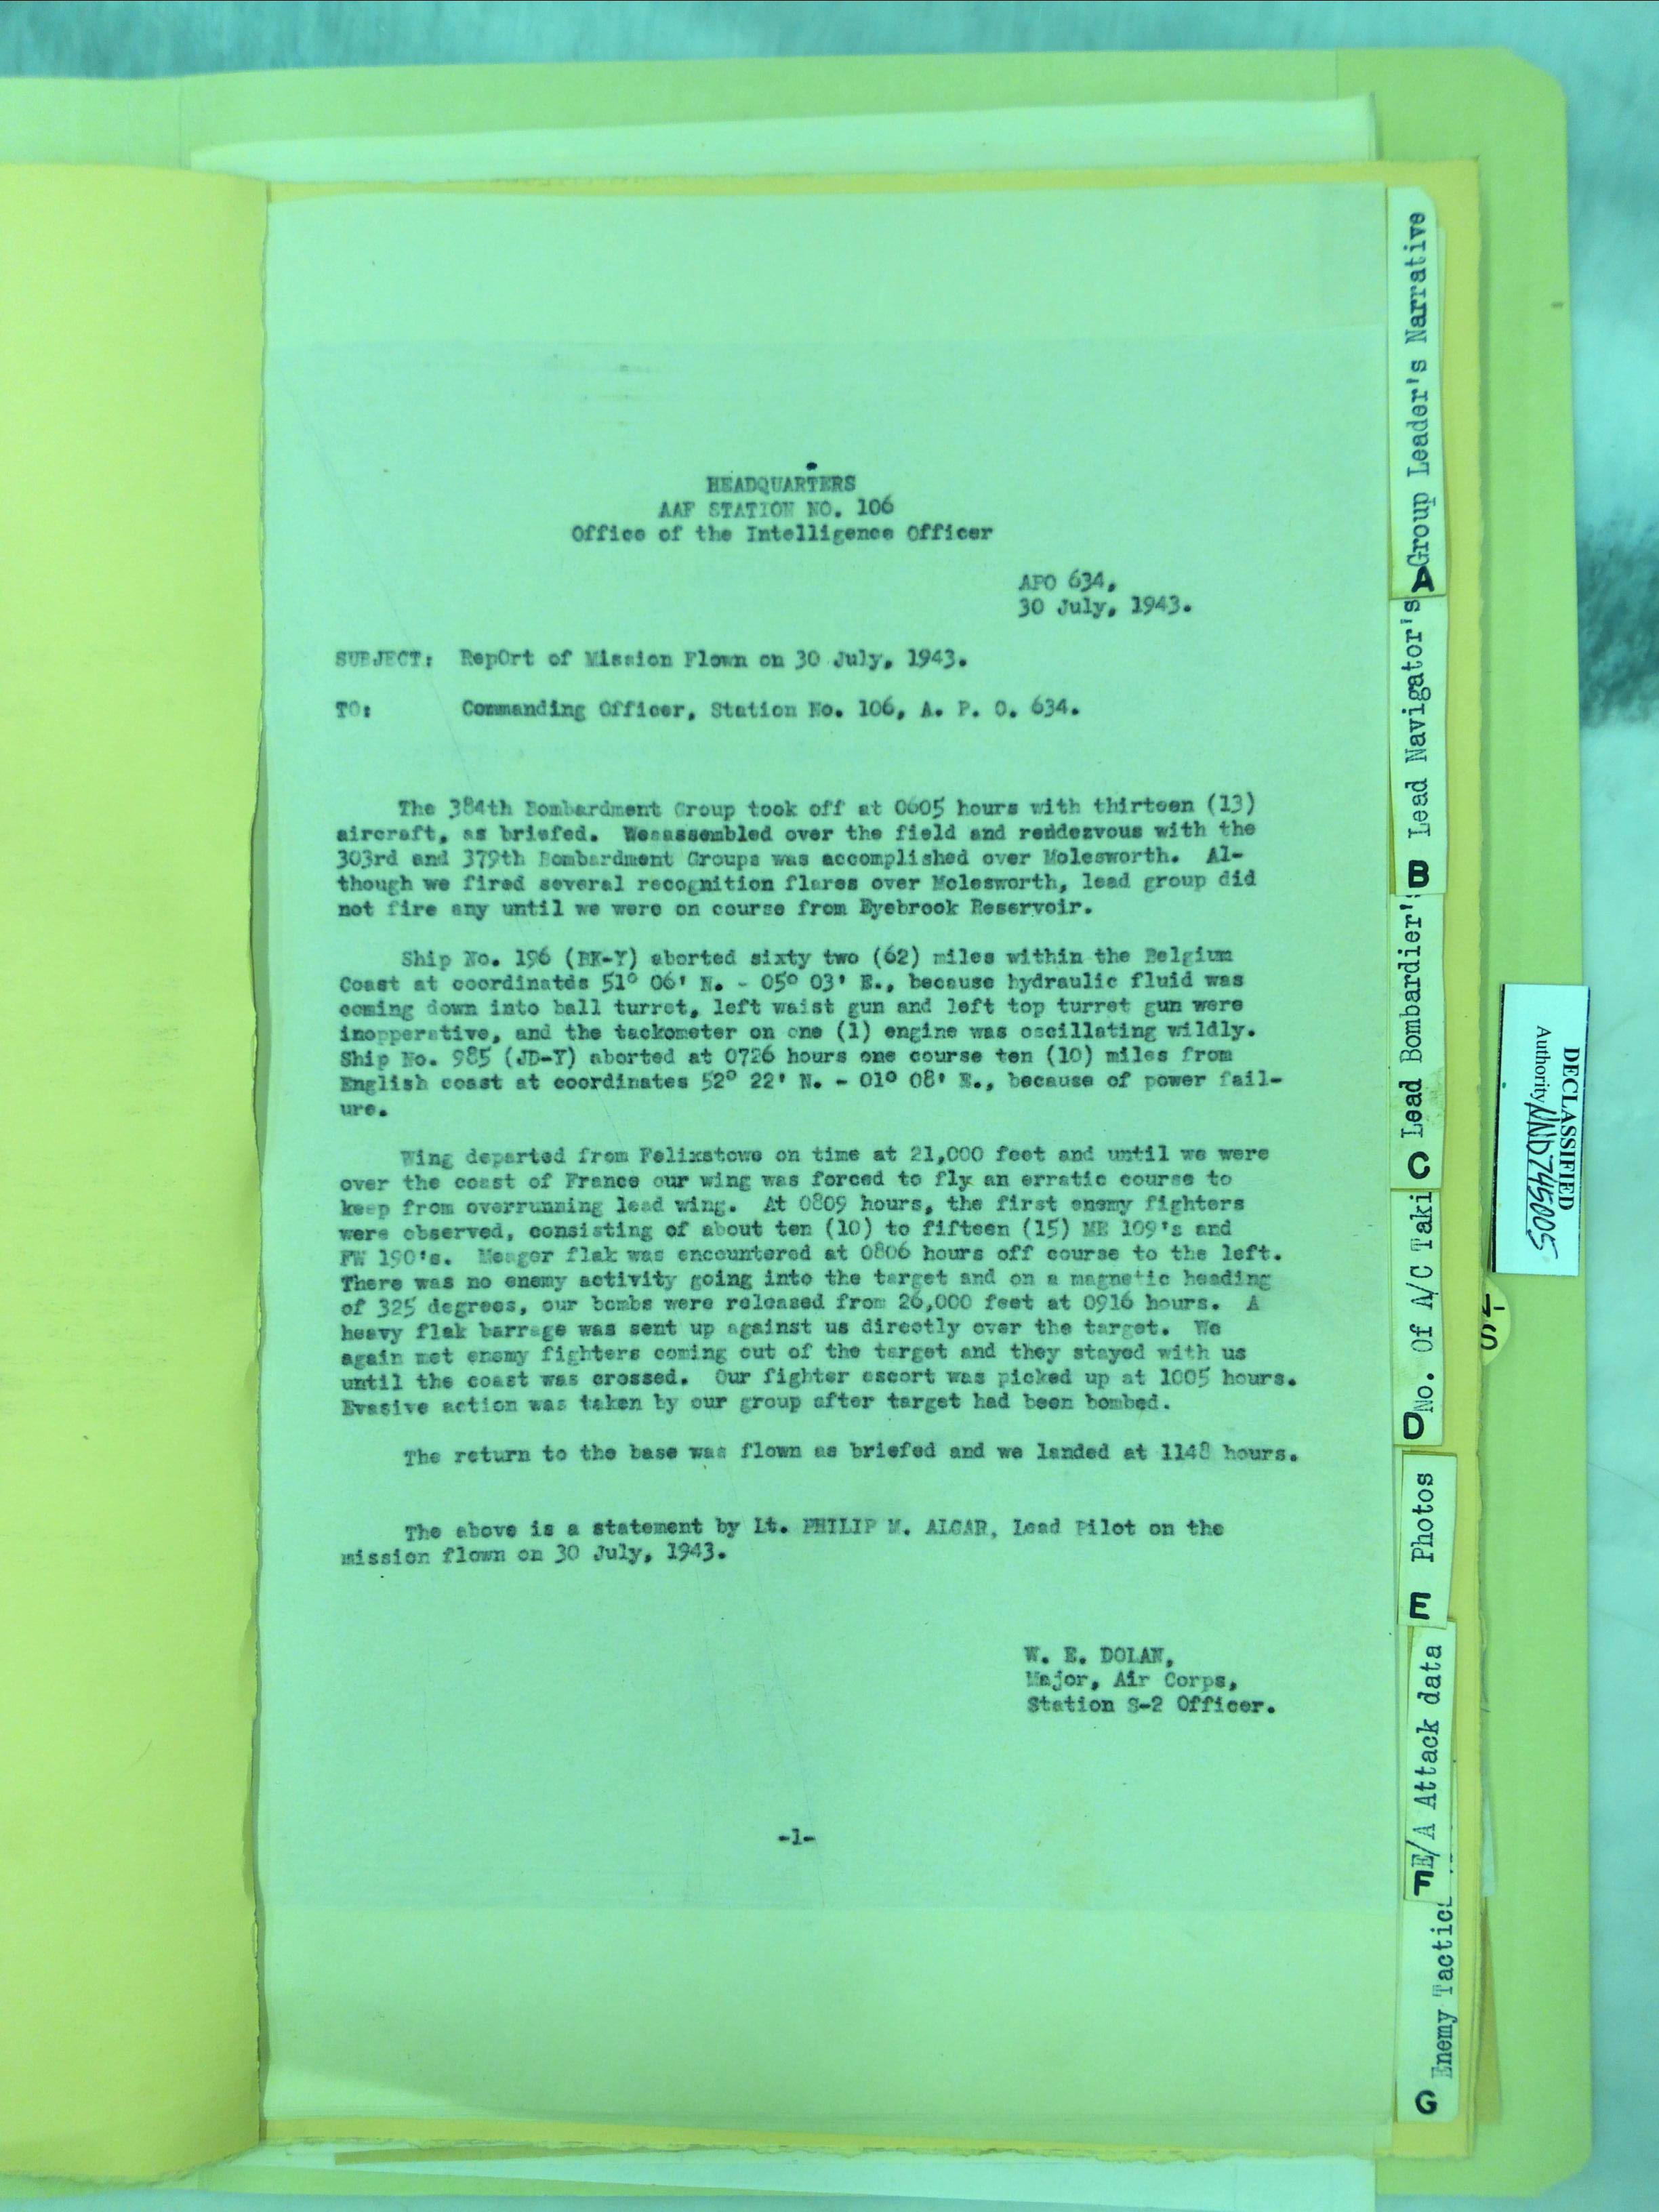 HEADQUARTERS
AAF STATION NO. 106
Office of the Intelligence Officer
APO 634,
30 July, 1943.
SUBJECT: RepOrt of Mission Flown on 30 July, 1943.
TO: Commanding Officer, Station No. 106, A. P. O. 634.
The 384th Bombardment Group took off at 0605 hours with thirteen (13)
aircraft, as briefed. Weaassembled over the field and rendezvous with the
303rd and 379th Bombardment Groups was accomplished over Molesworth. Al-
though we fired several recognition flares over Molesworth, lead group did
not fire any until we were on course from Eyebrook Reservoir.
Ship No. 196 (BK-Y) aborted sixty two (62) miles within the Belgium
Coast at coordinatds 51° 06' N. - 05° 03' E., because hydraulic fluid was
coming down into ball turret, left waist gun and left top turret gun were
inopperative, and the tackometer on one (1) engine was oscillating wildly.
Ship No. 985 (JD-Y) aborted at 0726 hours one course ten (10) miles from
English coast at coordinates 52° 22' N. - 01° 08' E., because of power fail-
ure.
Wing departed from Felixstowe on time at 21,000 feet and until we were
over the coast of France our wing was forced to fly an erratic course to
keep from overrunning lead wing. At 0809 hours, the first enemy fighters
were observed, consisting of about ten (10) to fifteen (15) ME 109's and
FW 190's. Meager flak was encountered at 0806 hours off course to the left.
There was no enemy activity going into the target and on a magnetic heading
of 325 degrees, our bombs were released from 26,000 feet at 0916 hours. A
heavy flak barrage was sent up against us directly over the target. We
again met enemy fighters coming out of the target and they stayed with us
until the coast was crossed. Our fighter escort was picked up at 1005 hours.
Evasive action was taken by our group after target had been bombed.
The return to the base was flown as briefed and we landed at 1148 hours.
The above is a statement by Lt. PHILIP M. ALGAR, Lead Pilot on the
mission flown on 30 July, 1943.
W. E. DOLAN,
Major, Air Corps,
Station S-2 Officer.
-1-
A Group Leader's Narrative
B Lead Navigator's
C Lead Bombardier's
D No. Of A/C Taki
E Photos
F E/A Attack data
G Enemy Tactic
DECLASSIFIED
Authority NND745005